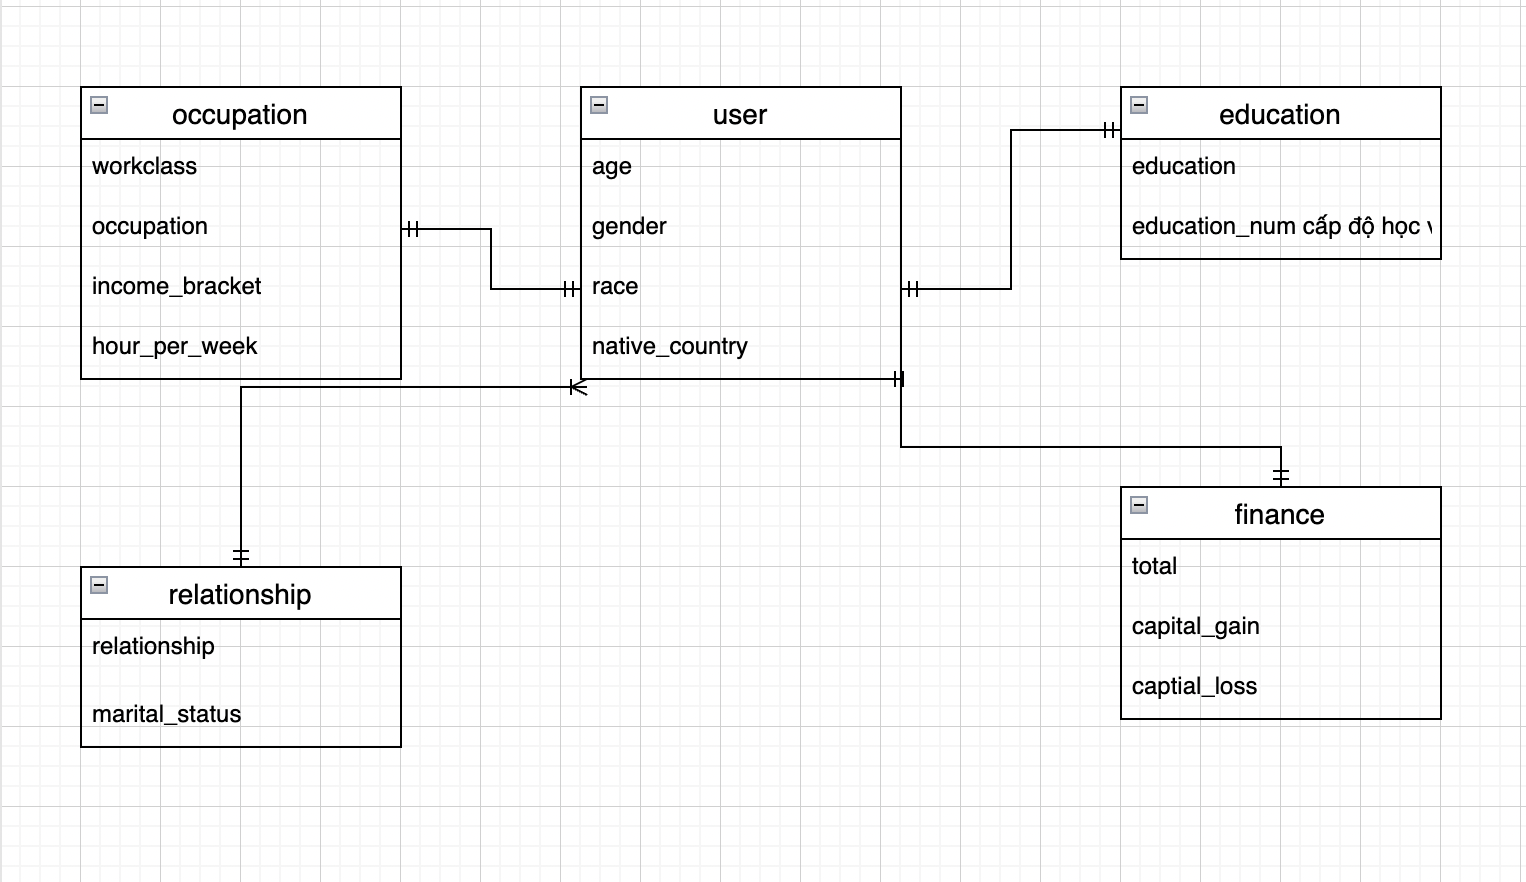 occupation
workclass
occupation
income_bracket
hour_per_week
user
age
gender
race
native_country
education
education
education_num cấp độ học
relationship
relationship
marital_status
finance
total
capital_gain
captial_loss